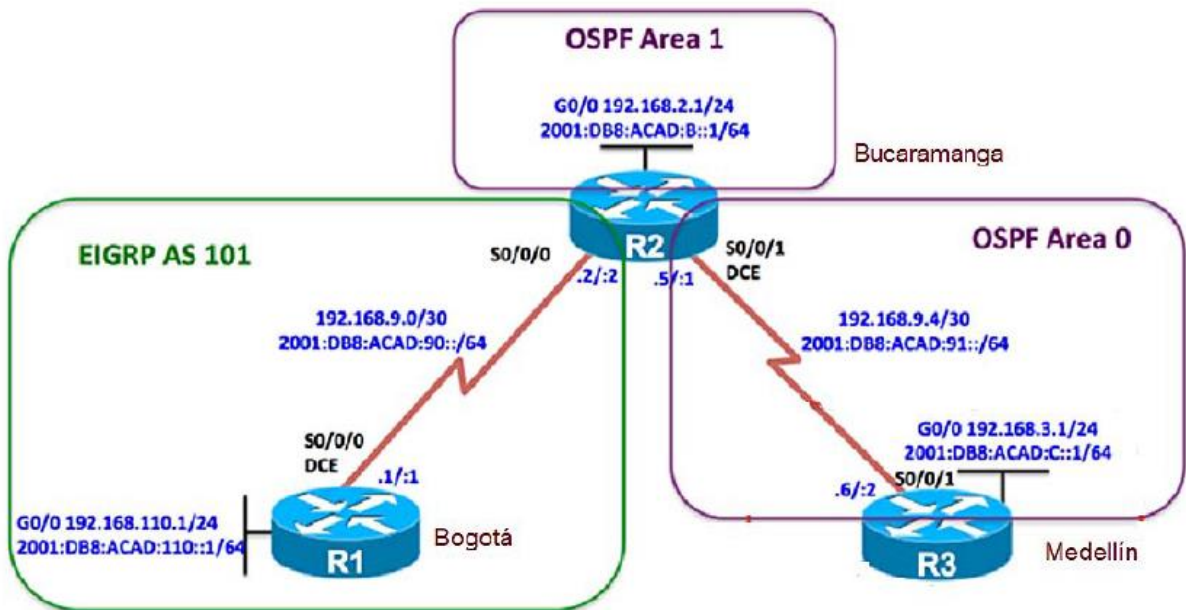 OSPF Area 1
G0/0 192.168.2.1/24
2001:DB8:ACAD:B::1/64
Bucaramanga
R2
EIGRP AS 101
S0/0/0
.2/:2
192.168.9.0/30
2001:DB8:ACAD:90::/64
S0/0/0
DCE
.1/:1
G0/0 192.168.110.1/24
2001:DB8:ACAD:110::1/64
R1
Bogotá
OSPF Area 0
S0/0/1
DCE
.5/:1
192.168.9.4/30
2001:DB8:ACAD:91::/64
G0/0 192.168.3.1/24
2001:DB8:ACAD:C::1/64
S0/0/1
.6/:2
R3
Medellín